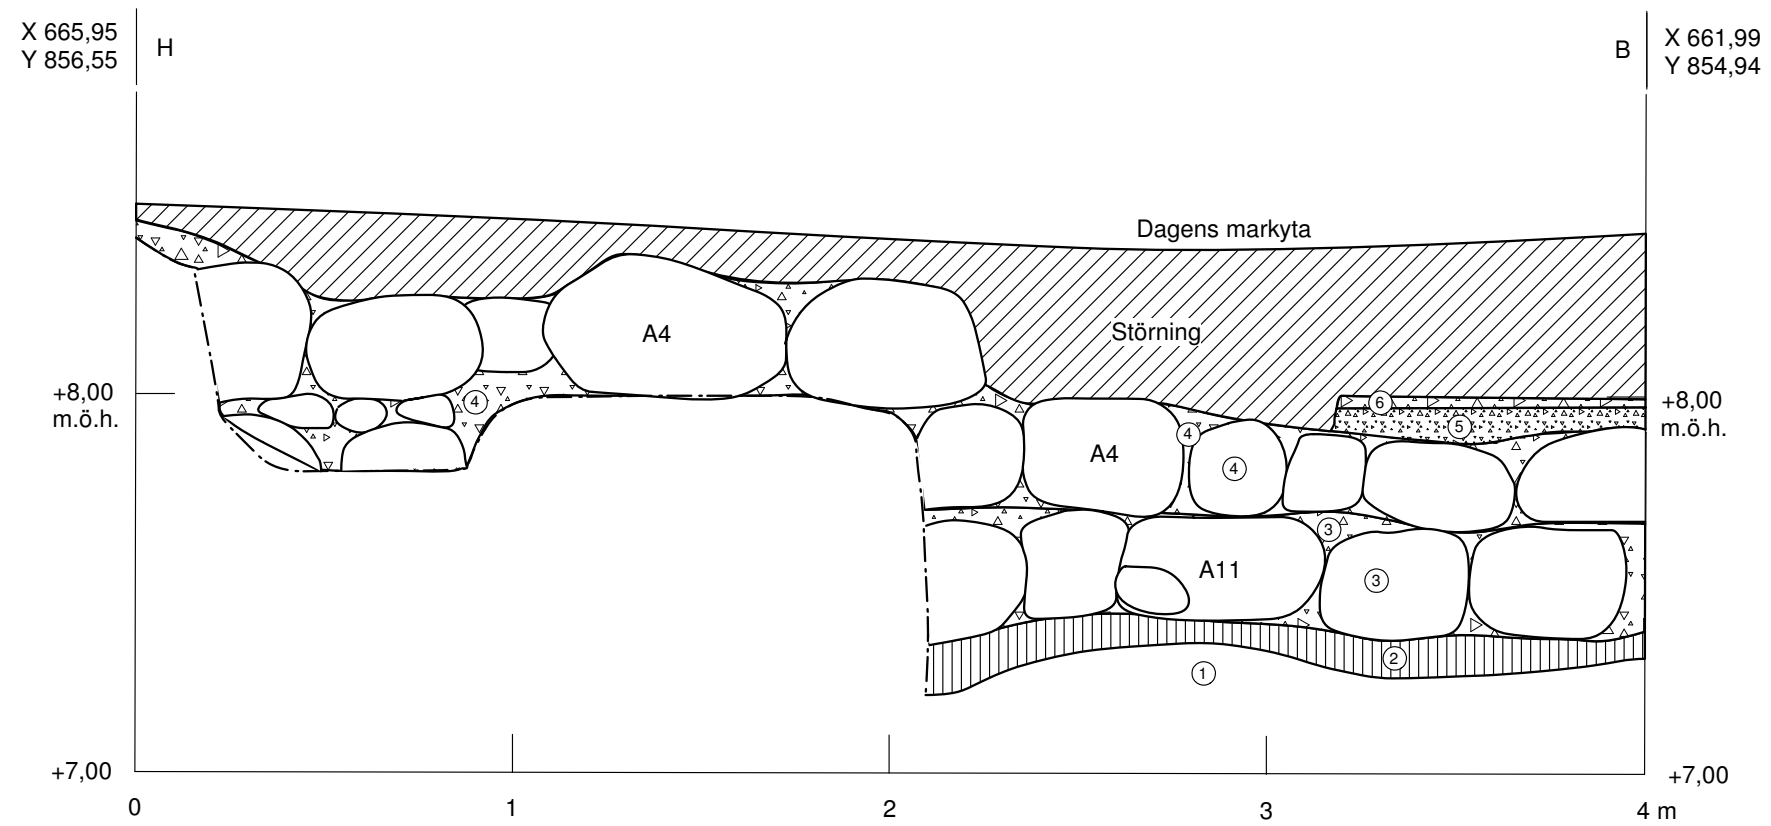 X 665,95
Y 856,55
H
B
X 661,99
Y 854,94
Dagens markyta
Störning
A4
+8,00
m.ö.h.
4
6
5
+8,00
m.ö.h.
4
A4
4
3
A11
3
2
1
+7,00
+7,00
0
1
2
3
4 m